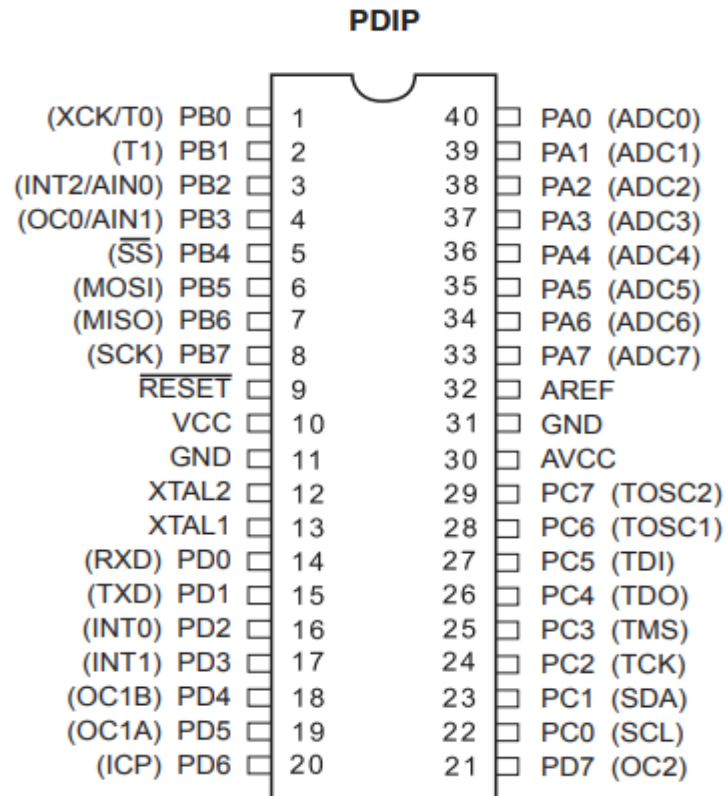 PDIP
(XCK/T0) PB0 1 40 PA0 (ADC0)
(T1) PB1 2 39 PA1 (ADC1)
(INT2/AIN0) PB2 3 38 PA2 (ADC2)
(OC0/AIN1) PB3 4 37 PA3 (ADC3)
(S̅S̅) PB4 5 36 PA4 (ADC4)
(MOSI) PB5 6 35 PA5 (ADC5)
(MISO) PB6 7 34 PA6 (ADC6)
(SCK) PB7 8 33 PA7 (ADC7)
R̅E̅S̅E̅T̅ 9 32 AREF
VCC 10 31 GND
GND 11 30 AVCC
XTAL2 12 29 PC7 (TOSC2)
XTAL1 13 28 PC6 (TOSC1)
(RXD) PD0 14 27 PC5 (TDI)
(TXD) PD1 15 26 PC4 (TDO)
(INT0) PD2 16 25 PC3 (TMS)
(INT1) PD3 17 24 PC2 (TCK)
(OC1B) PD4 18 23 PC1 (SDA)
(OC1A) PD5 19 22 PC0 (SCL)
(ICP) PD6 20 21 PD7 (OC2)